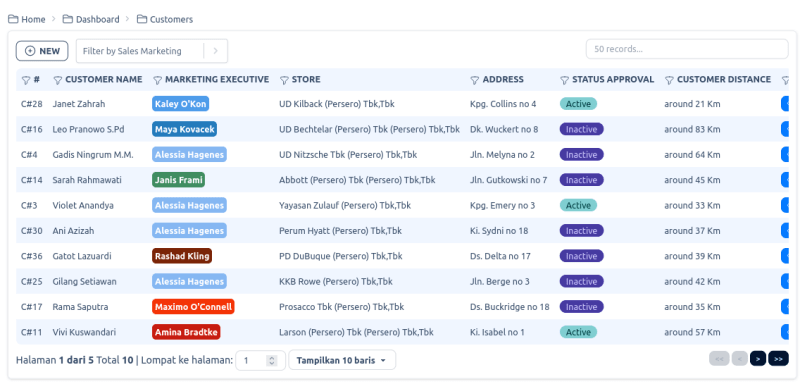 Home > Dashboard > Customers
NEW Filter by Sales Marketing 50 records...
# CUSTOMER NAME MARKETING EXECUTIVE STORE ADDRESS STATUS APPROVAL CUSTOMER DISTANCE
C#28 Janet Zahrah Kaley O'Kon UD Kilback (Persero) Tbk,Tbk Kpg. Collins no 4 Active around 21 Km
C#16 Leo Pranowo S.Pd Maya Kovacek UD Bechtelar (Persero) Tbk (Persero) Tbk,Tbk Dk. Wuckert no 8 Inactive around 83 Km
C#4 Gadis Ningrum M.M. Alessia Hagenes UD Nitzsche Tbk (Persero) Tbk,Tbk Jln. Melyna no 2 Inactive around 64 Km
C#14 Sarah Rahmawati Janis Frami Abbott (Persero) Tbk (Persero) Tbk,Tbk Jln. Gutkowski no 7 Inactive around 45 Km
C#3 Violet Anandya Alessia Hagenes Yayasan Zulauf (Persero) Tbk,Tbk Kpg. Emery no 3 Active around 33 Km
C#30 Ani Azizah Alessia Hagenes Perum Hyatt (Persero) Tbk,Tbk Ki. Sydni no 18 Inactive around 37 Km
C#36 Gatot Lazuardi Rashad Kling PD DuBuque (Persero) Tbk,Tbk Ds. Delta no 17 Inactive around 39 Km
C#25 Gilang Setiawan Alessia Hagenes KKB Rowe (Persero) Tbk,Tbk Jln. Berge no 3 Inactive around 42 Km
C#17 Rama Saputra Maximo O'Connell Prosacco Tbk (Persero) Tbk,Tbk Ds. Buckridge no 18 Inactive around 35 Km
C#11 Vivi Kuswandari Amina Bradtke Larson (Persero) Tbk (Persero) Tbk,Tbk Ki. Isabel no 1 Active around 57 Km
Halaman 1 dari 5 Total 10 | Lompat ke halaman: 1 Tampilkan 10 baris << < > >>